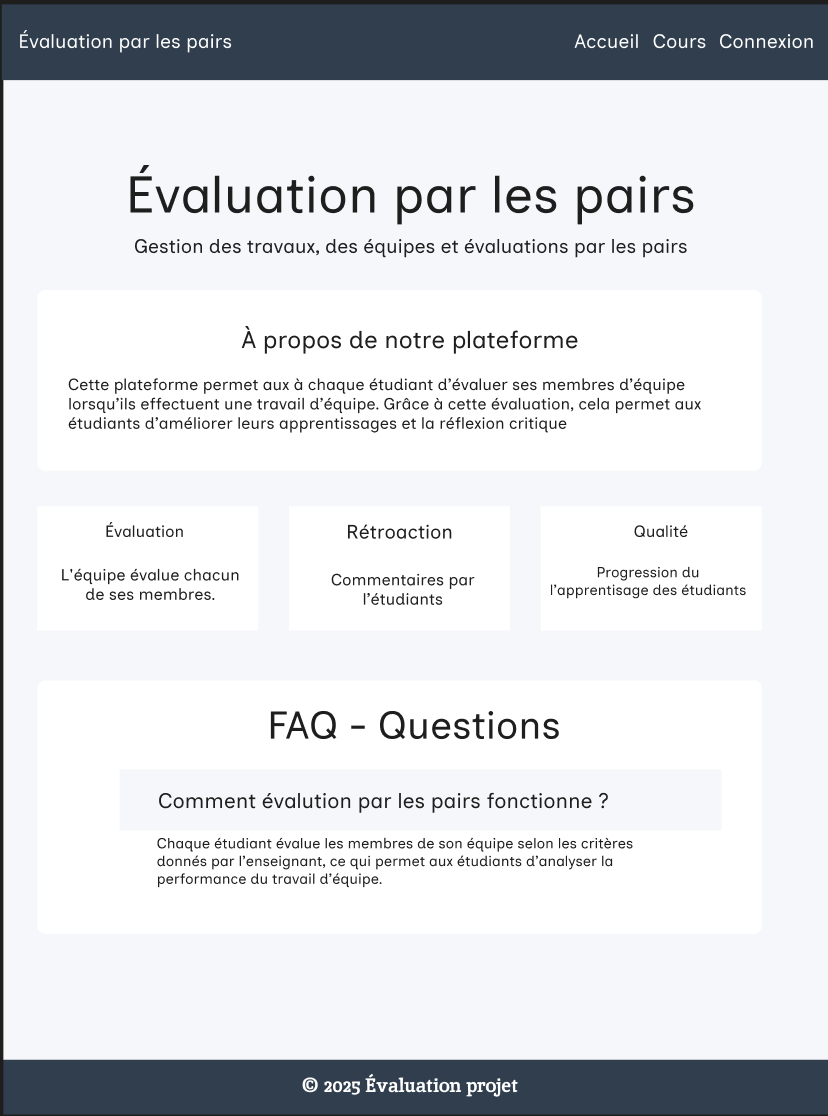 Évaluation par les pairs
Accueil Cours Connexion
Évaluation par les pairs
Gestion des travaux, des équipes et évaluations par les pairs
À propos de notre plateforme
Cette plateforme permet aux à chaque étudiant d'évaluer ses membres d'équipe
lorsqu'ils effectuent une travail d'équipe. Grâce à cette évaluation, cela permet aux
étudiants d'améliorer leurs apprentissages et la réflexion critique
Évaluation
L'équipe évalue chacun
de ses membres.
Rétroaction
Commentaires par
l'étudiants
Qualité
Progression du
l'apprentisage des étudiants
FAQ - Questions
Comment évalution par les pairs fonctionne ?
Chaque étudiant évalue les membres de son équipe selon les critères
donnés par l'enseignant, ce qui permet aux étudiants d'analyser la
performance du travail d'équipe.
© 2025 Évaluation projet